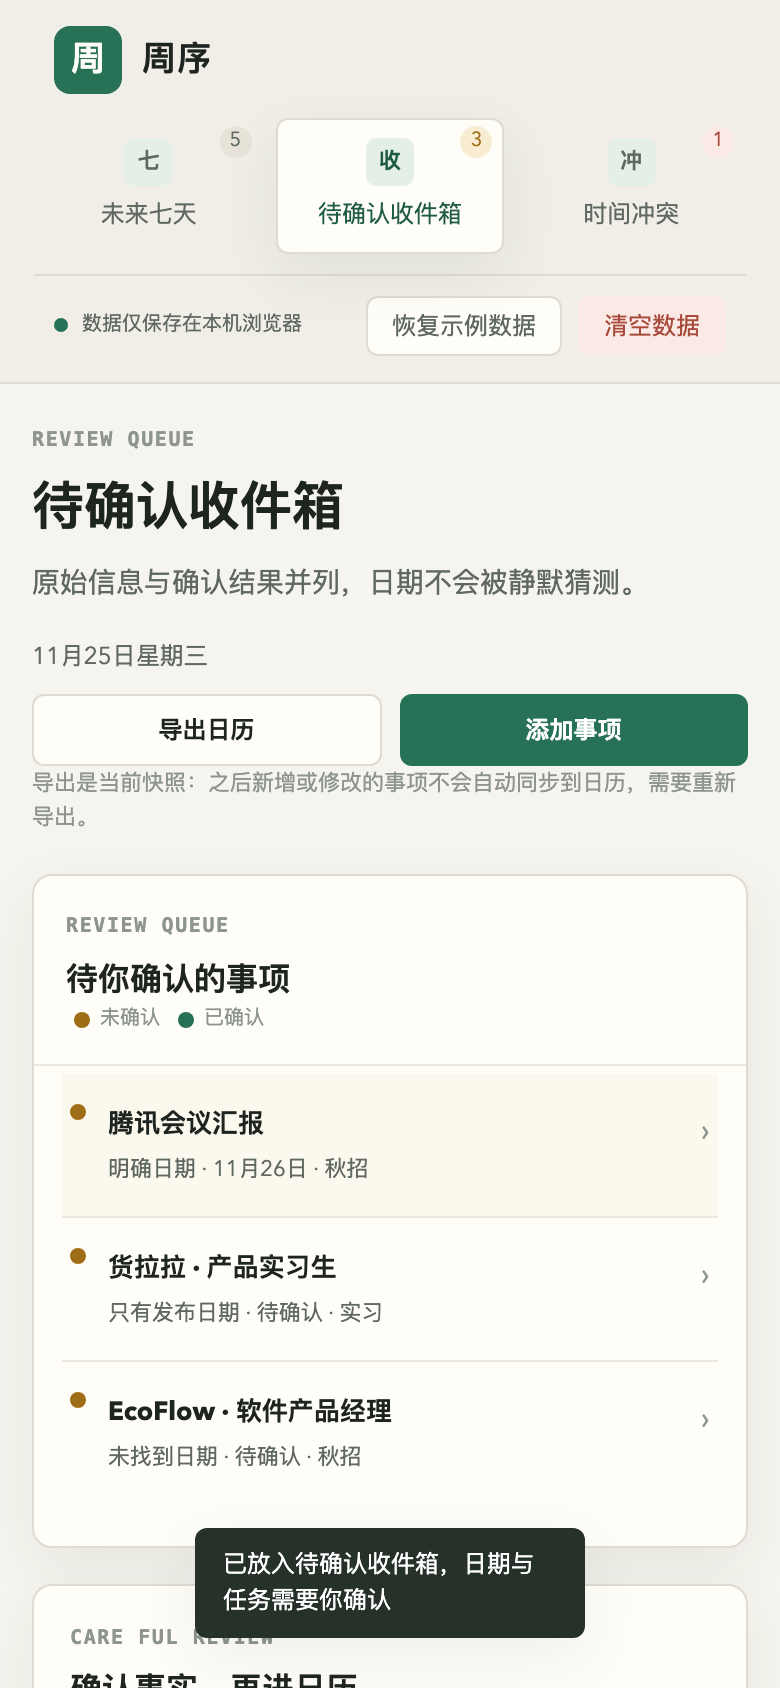 周 周序
七 5
未来七天
收 3
待确认收件箱
冲 1
时间冲突
数据仅保存在本机浏览器
恢复示例数据
清空数据
REVIEW QUEUE
待确认收件箱
原始信息与确认结果并列，日期不会被静默猜测。
11月25日星期三
导出日历
添加事项
导出是当前快照：之后新增或修改的事项不会自动同步到日历，需要重新
导出。
REVIEW QUEUE
待你确认的事项
未确认 已确认
腾讯会议汇报
明确日期 · 11月26日 · 秋招
›
货拉拉 · 产品实习生
只有发布日期 · 待确认 · 实习
›
EcoFlow · 软件产品经理
未找到日期 · 待确认 · 秋招
›
已放入待确认收件箱，日期与
任务需要你确认
CARE FUL REVIEW
确认事实，再进日历